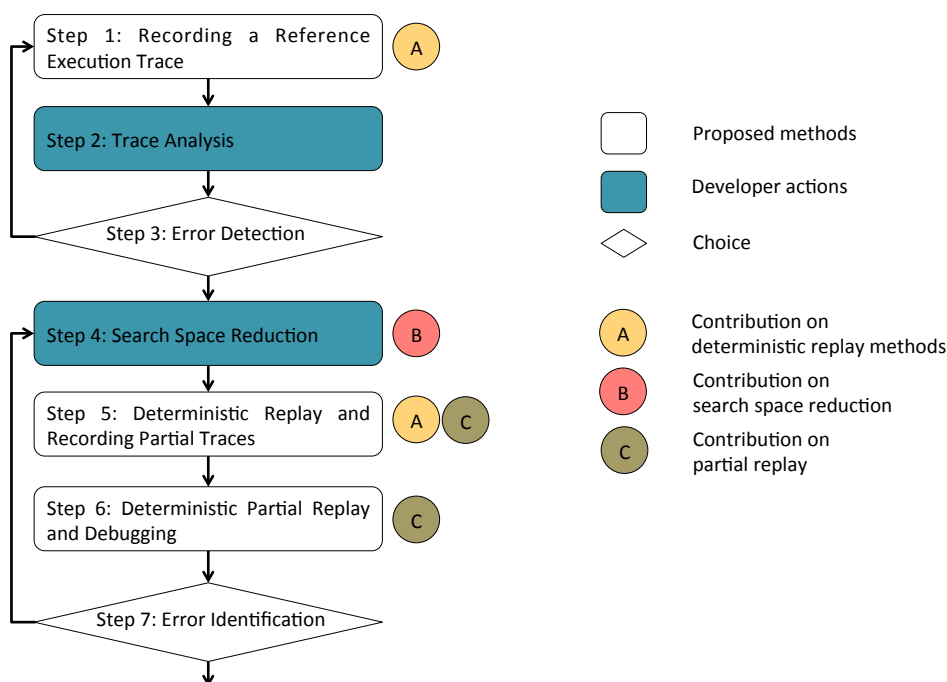 Step 1: Recording a Reference
Execution Trace
A
Step 2: Trace Analysis
Step 3: Error Detection
Step 4: Search Space Reduction
B
Step 5: Deterministic Replay and
Recording Partial Traces
A
C
Step 6: Deterministic Partial Replay
and Debugging
C
Step 7: Error Identification
Proposed methods
Developer actions
Choice
A
Contribution on
deterministic replay methods
B
Contribution on
search space reduction
C
Contribution on
partial replay